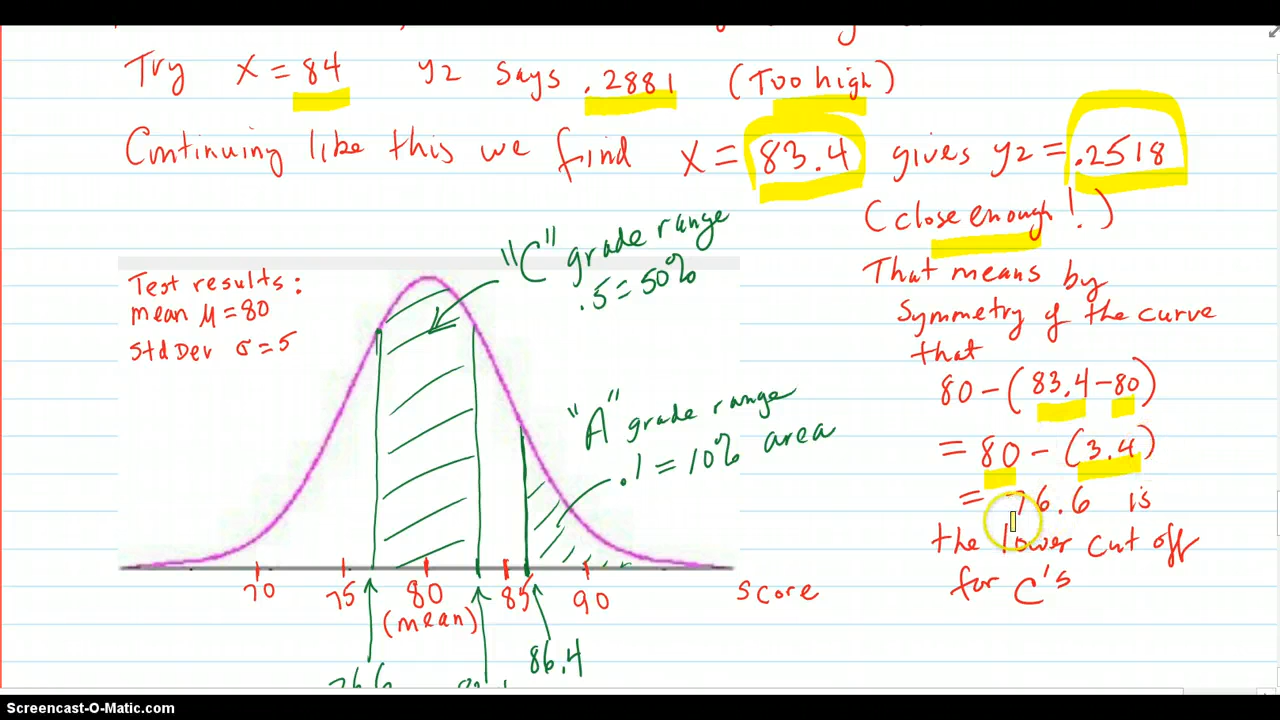 Try x = 84 y2 says .2881 (Too high)
Continuing like this we find x = 83.4 gives y2 = .2518
(close enough!)
"C" grade range
.5 = 50%
Test results:
mean μ = 80
Std Dev σ = 5
That means by
symmetry of the curve
that
80 - (83.4 - 80)
= 80 - (3.4)
= 76.6 is
the lower cut off
for C's
"A" grade range
.1 = 10% area
70 75 80 85 90 score
(mean)
86.4
76.6
Screencast-O-Matic.com